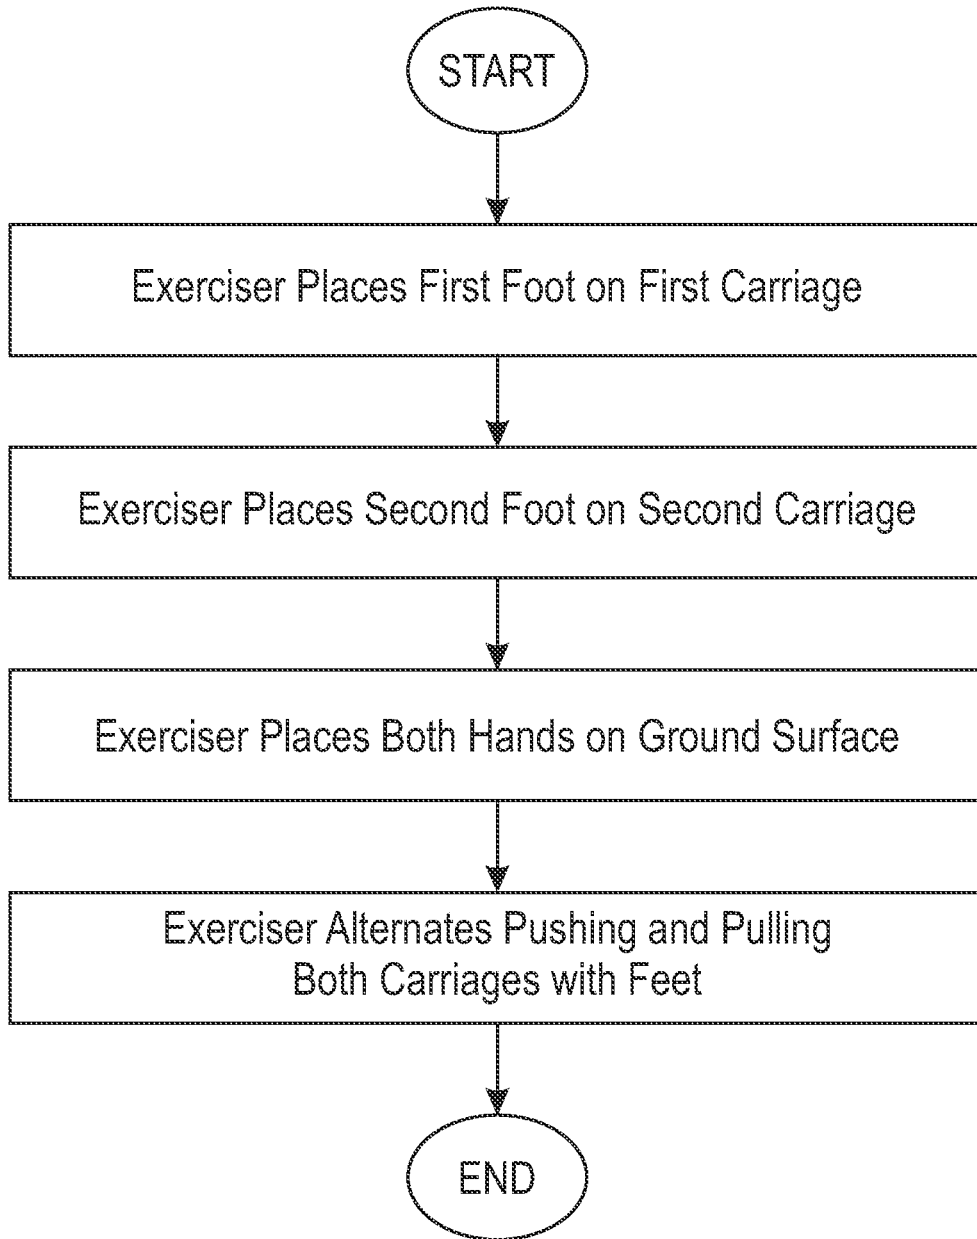 START
Exerciser Places First Foot on First Carriage
Exerciser Places Second Foot on Second Carriage
Exerciser Places Both Hands on Ground Surface
Exerciser Alternates Pushing and Pulling
Both Carriages with Feet
END